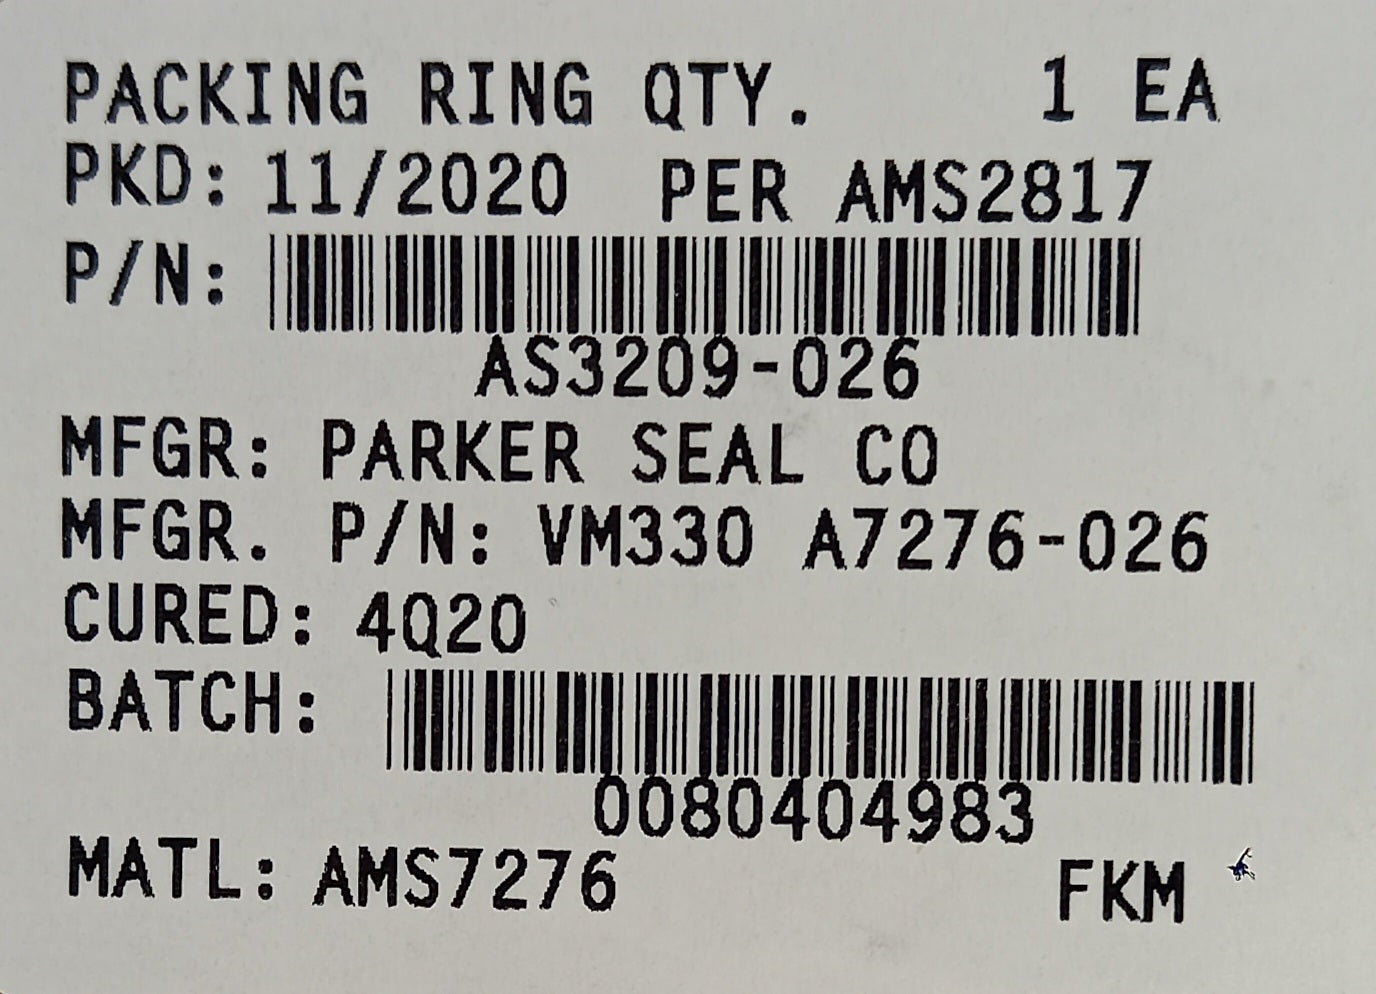 PACKING RING QTY. 1 EA
PKD: 11/2020 PER AMS2817
P/N:
AS3209-026
MFGR: PARKER SEAL CO
MFGR. P/N: VM330 A7276-026
CURED: 4Q20
BATCH:
0080404983
MATL: AMS7276 FKM